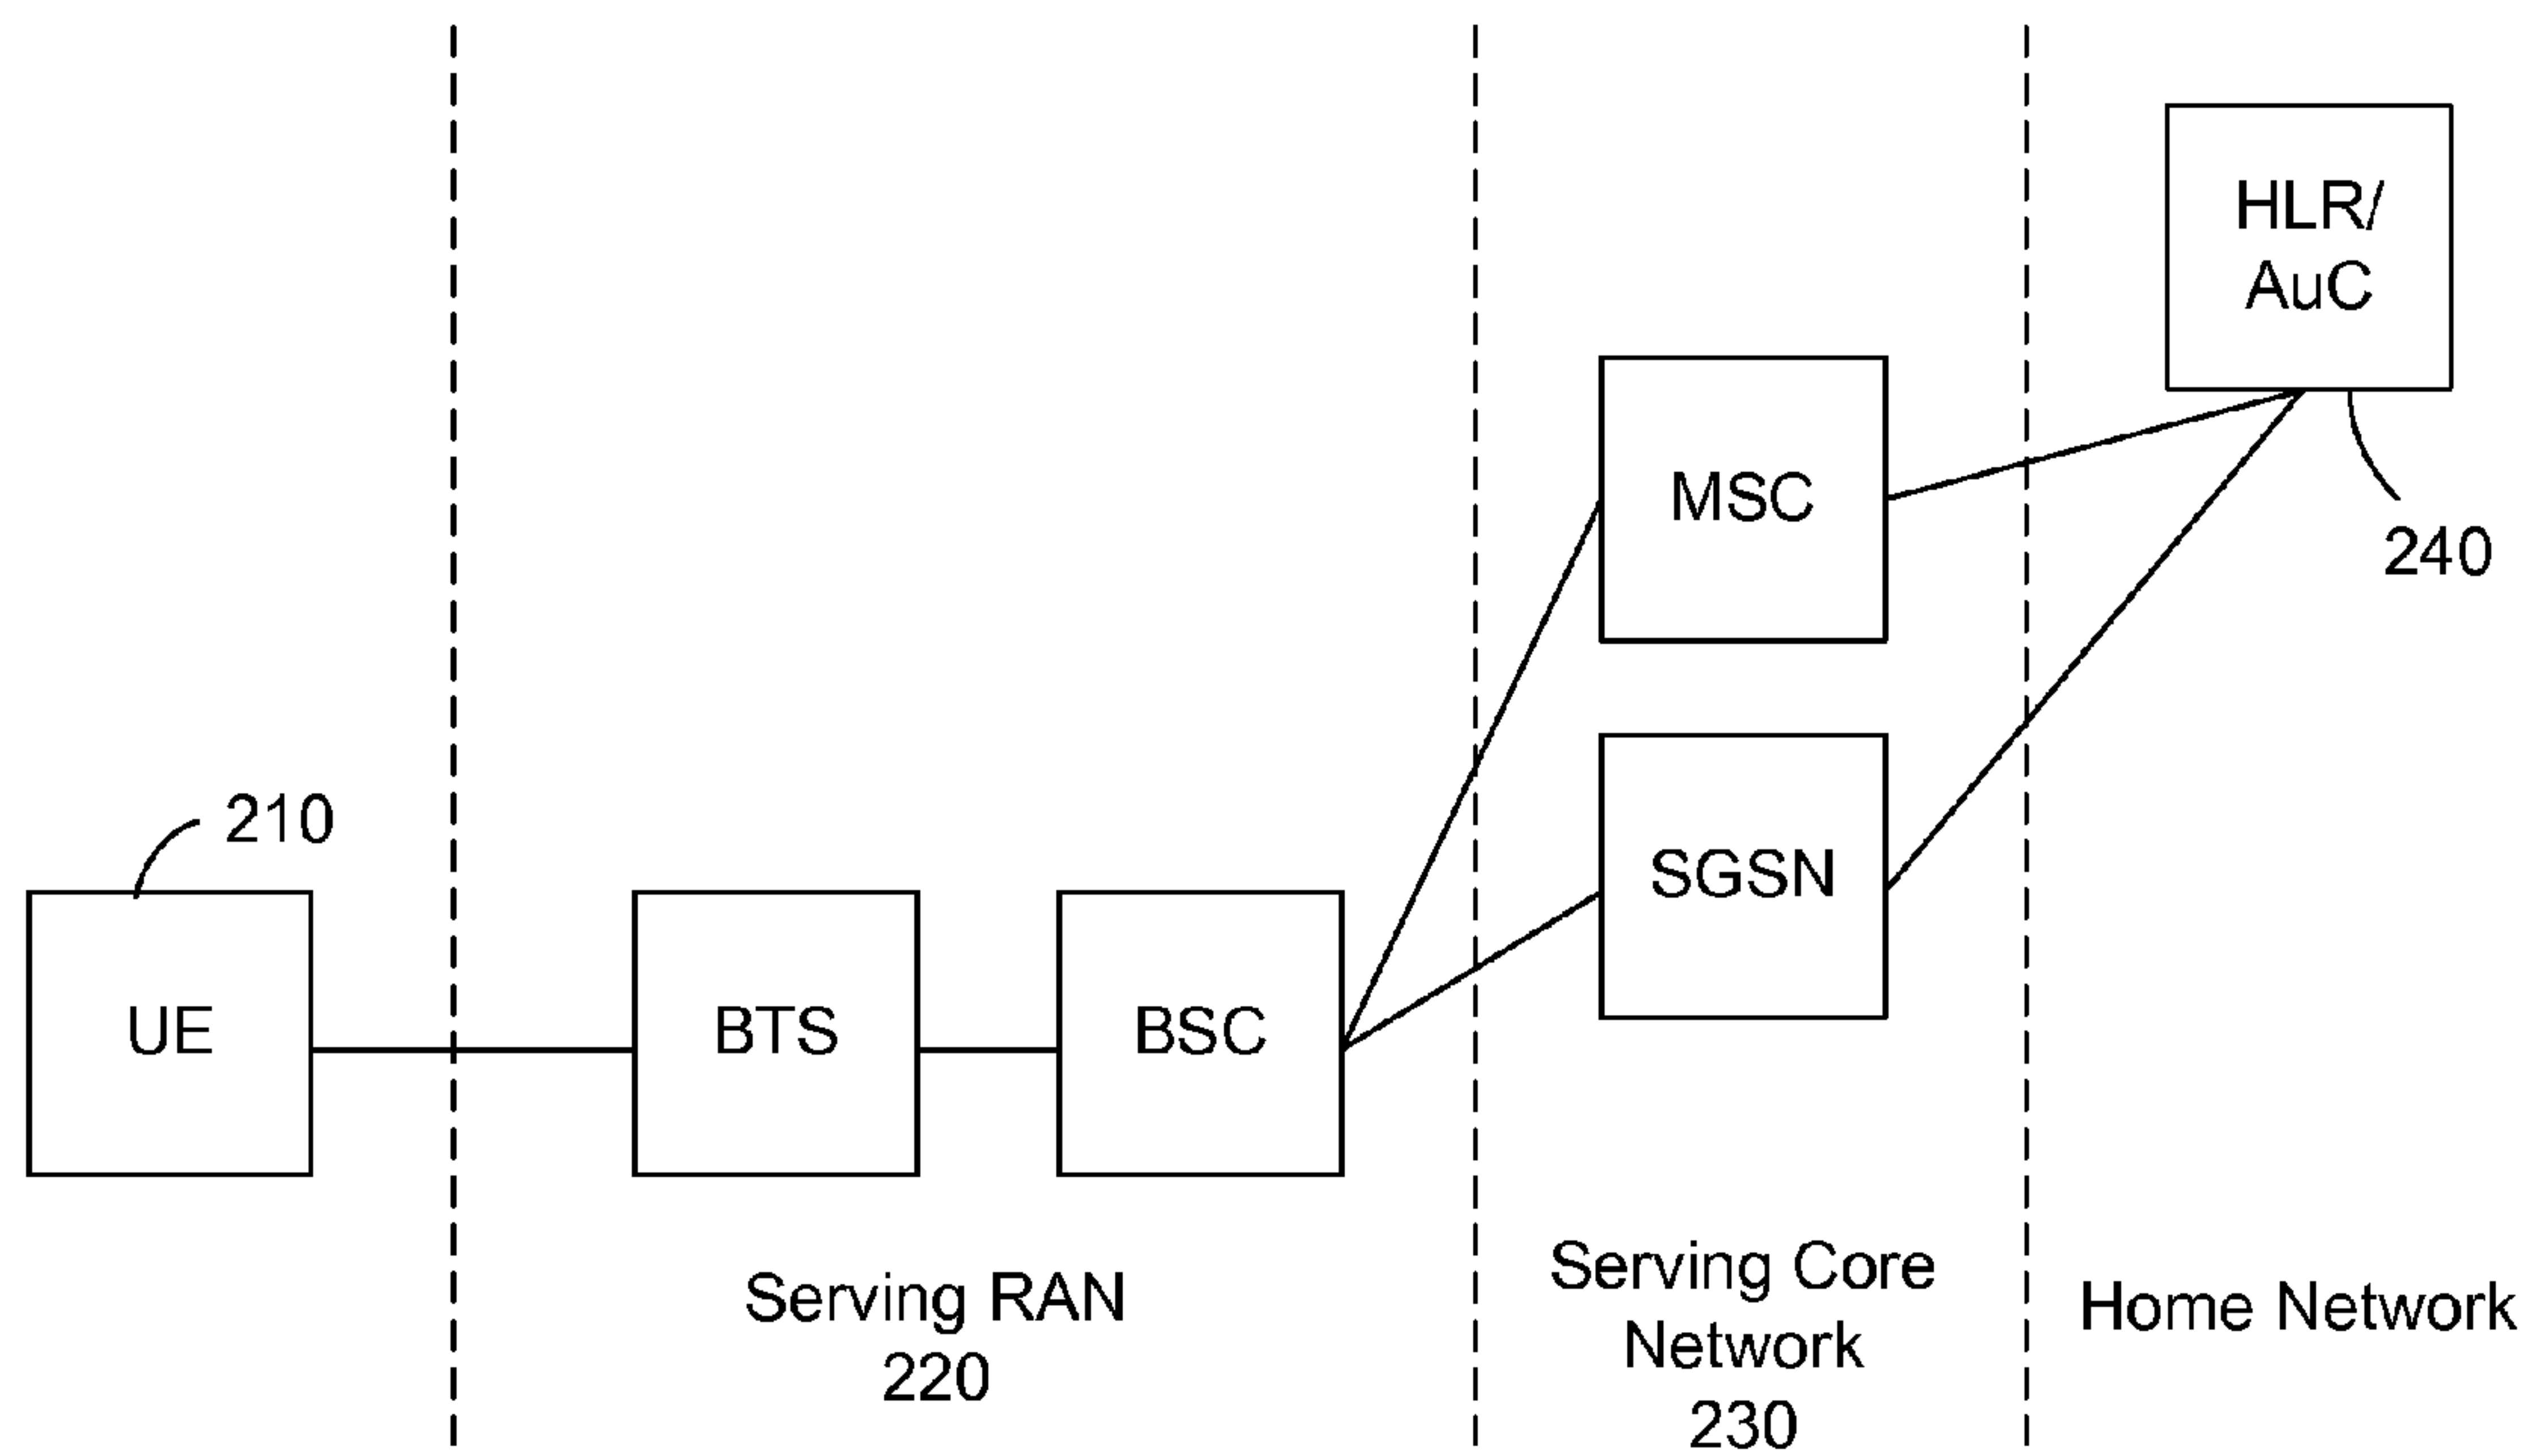 HLR/
AuC
MSC
240
210
SGSN
UE
BTS
BSC
Serving RAN
220
Serving Core
Network
230
Home Network